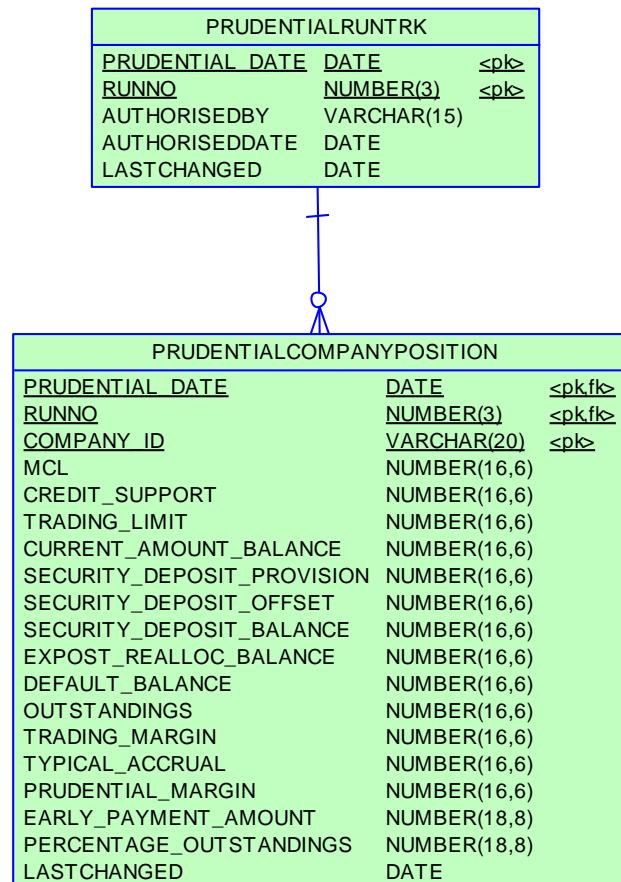 PRUDENTIALRUNTRK
PRUDENTIAL_DATE DATE <pk>
RUNNO NUMBER(3) <pk>
AUTHORISEDBY VARCHAR(15)
AUTHORISEDDATE DATE
LASTCHANGED DATE
PRUDENTIALCOMPANYPOSITION
PRUDENTIAL_DATE DATE <pk,fk>
RUNNO NUMBER(3) <pk,fk>
COMPANY_ID VARCHAR(20) <pk>
MCL NUMBER(16,6)
CREDIT_SUPPORT NUMBER(16,6)
TRADING_LIMIT NUMBER(16,6)
CURRENT_AMOUNT_BALANCE NUMBER(16,6)
SECURITY_DEPOSIT_PROVISION NUMBER(16,6)
SECURITY_DEPOSIT_OFFSET NUMBER(16,6)
SECURITY_DEPOSIT_BALANCE NUMBER(16,6)
EXPOST_REALLOC_BALANCE NUMBER(16,6)
DEFAULT_BALANCE NUMBER(16,6)
OUTSTANDINGS NUMBER(16,6)
TRADING_MARGIN NUMBER(16,6)
TYPICAL_ACCRUAL NUMBER(16,6)
PRUDENTIAL_MARGIN NUMBER(16,6)
EARLY_PAYMENT_AMOUNT NUMBER(18,8)
PERCENTAGE_OUTSTANDINGS NUMBER(18,8)
LASTCHANGED DATE